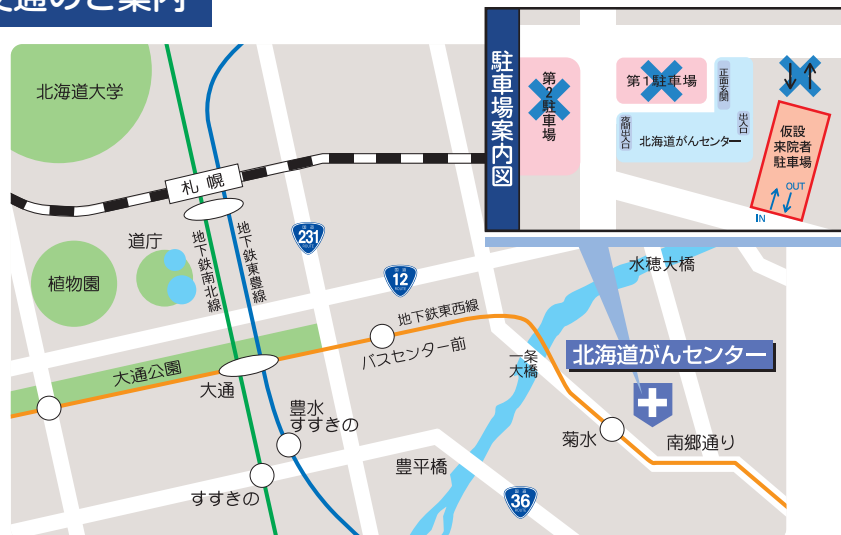 交通のご案内
駐車場案内図
第2駐車場
第1駐車場
正面玄関
夜間出入口
北海道がんセンター
出入口
仮設
来院者
駐車場
IN
OUT
北海道大学
札幌
231
道庁
植物園
地下鉄南北線
地下鉄東豊線
12
ROUTE
水穂大橋
地下鉄東西線
バスセンター前
一条
大橋
北海道がんセンター
大通公園
大通
豊水
すすきの
菊水
南郷通り
豊平橋
すすきの
36
ROUTE